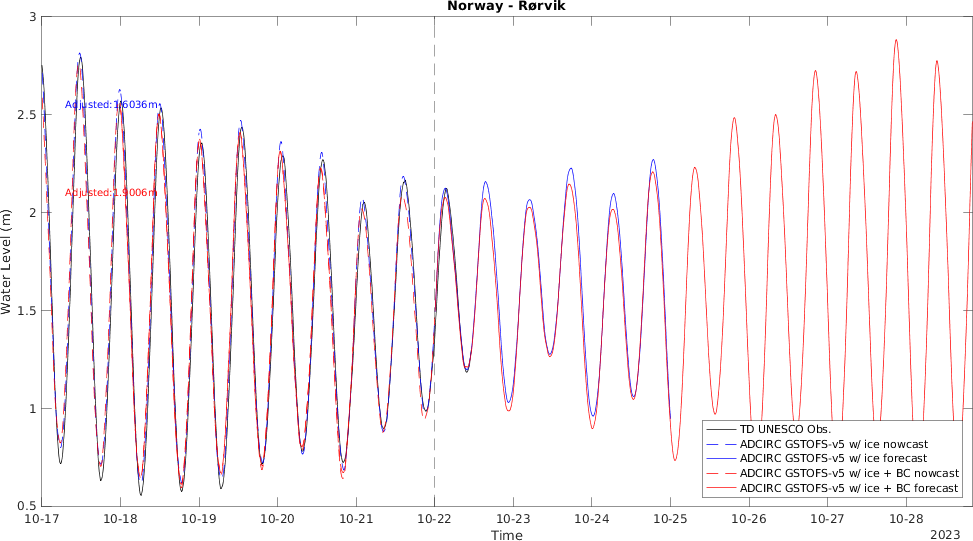 Norway - Rørvik
3
2.5
2
1.5
1
0.5
Water Level (m)
Adjusted:1.6036m
Adjusted:1.9006m
TD UNESCO Obs.
ADCIRC GSTOFS-v5 w/ ice nowcast
ADCIRC GSTOFS-v5 w/ ice forecast
ADCIRC GSTOFS-v5 w/ ice + BC nowcast
ADCIRC GSTOFS-v5 w/ ice + BC forecast
10-17 10-18 10-19 10-20 10-21 10-22 10-23 10-24 10-25 10-26 10-27 10-28
Time
2023